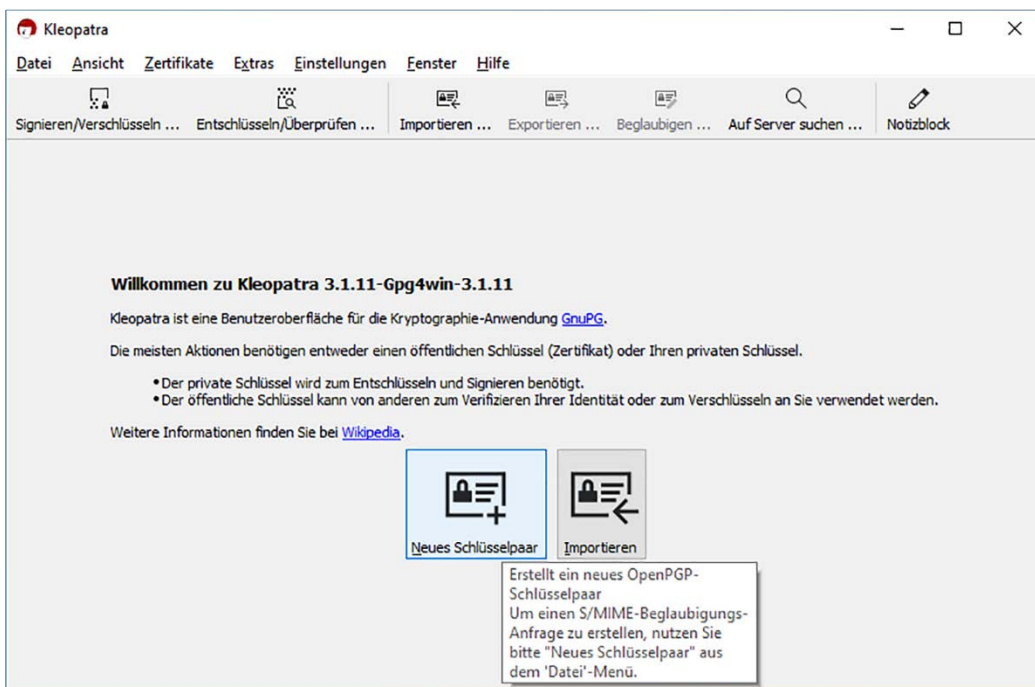 Kleopatra
Datei Ansicht Zertifikate Extras Einstellungen Fenster Hilfe
Signieren/Verschlüsseln ... Entschlüsseln/Überprüfen ... Importieren ... Exportieren ... Beglaubigen ... Auf Server suchen ... Notizblock
Willkommen zu Kleopatra 3.1.11-Gpg4win-3.1.11
Kleopatra ist eine Benutzeroberfläche für die Kryptographie-Anwendung GnuPG.
Die meisten Aktionen benötigen entweder einen öffentlichen Schlüssel (Zertifikat) oder Ihren privaten Schlüssel.
• Der private Schlüssel wird zum Entschlüsseln und Signieren benötigt.
• Der öffentliche Schlüssel kann von anderen zum Verifizieren Ihrer Identität oder zum Verschlüsseln an Sie verwendet werden.
Weitere Informationen finden Sie bei Wikipedia.
Neues Schlüsselpaar Importieren
Erstellt ein neues OpenPGP-
Schlüsselpaar
Um einen S/MIME-Beglaubigungs-
Anfrage zu erstellen, nutzen Sie
bitte "Neues Schlüsselpaar" aus
dem 'Datei'-Menü.